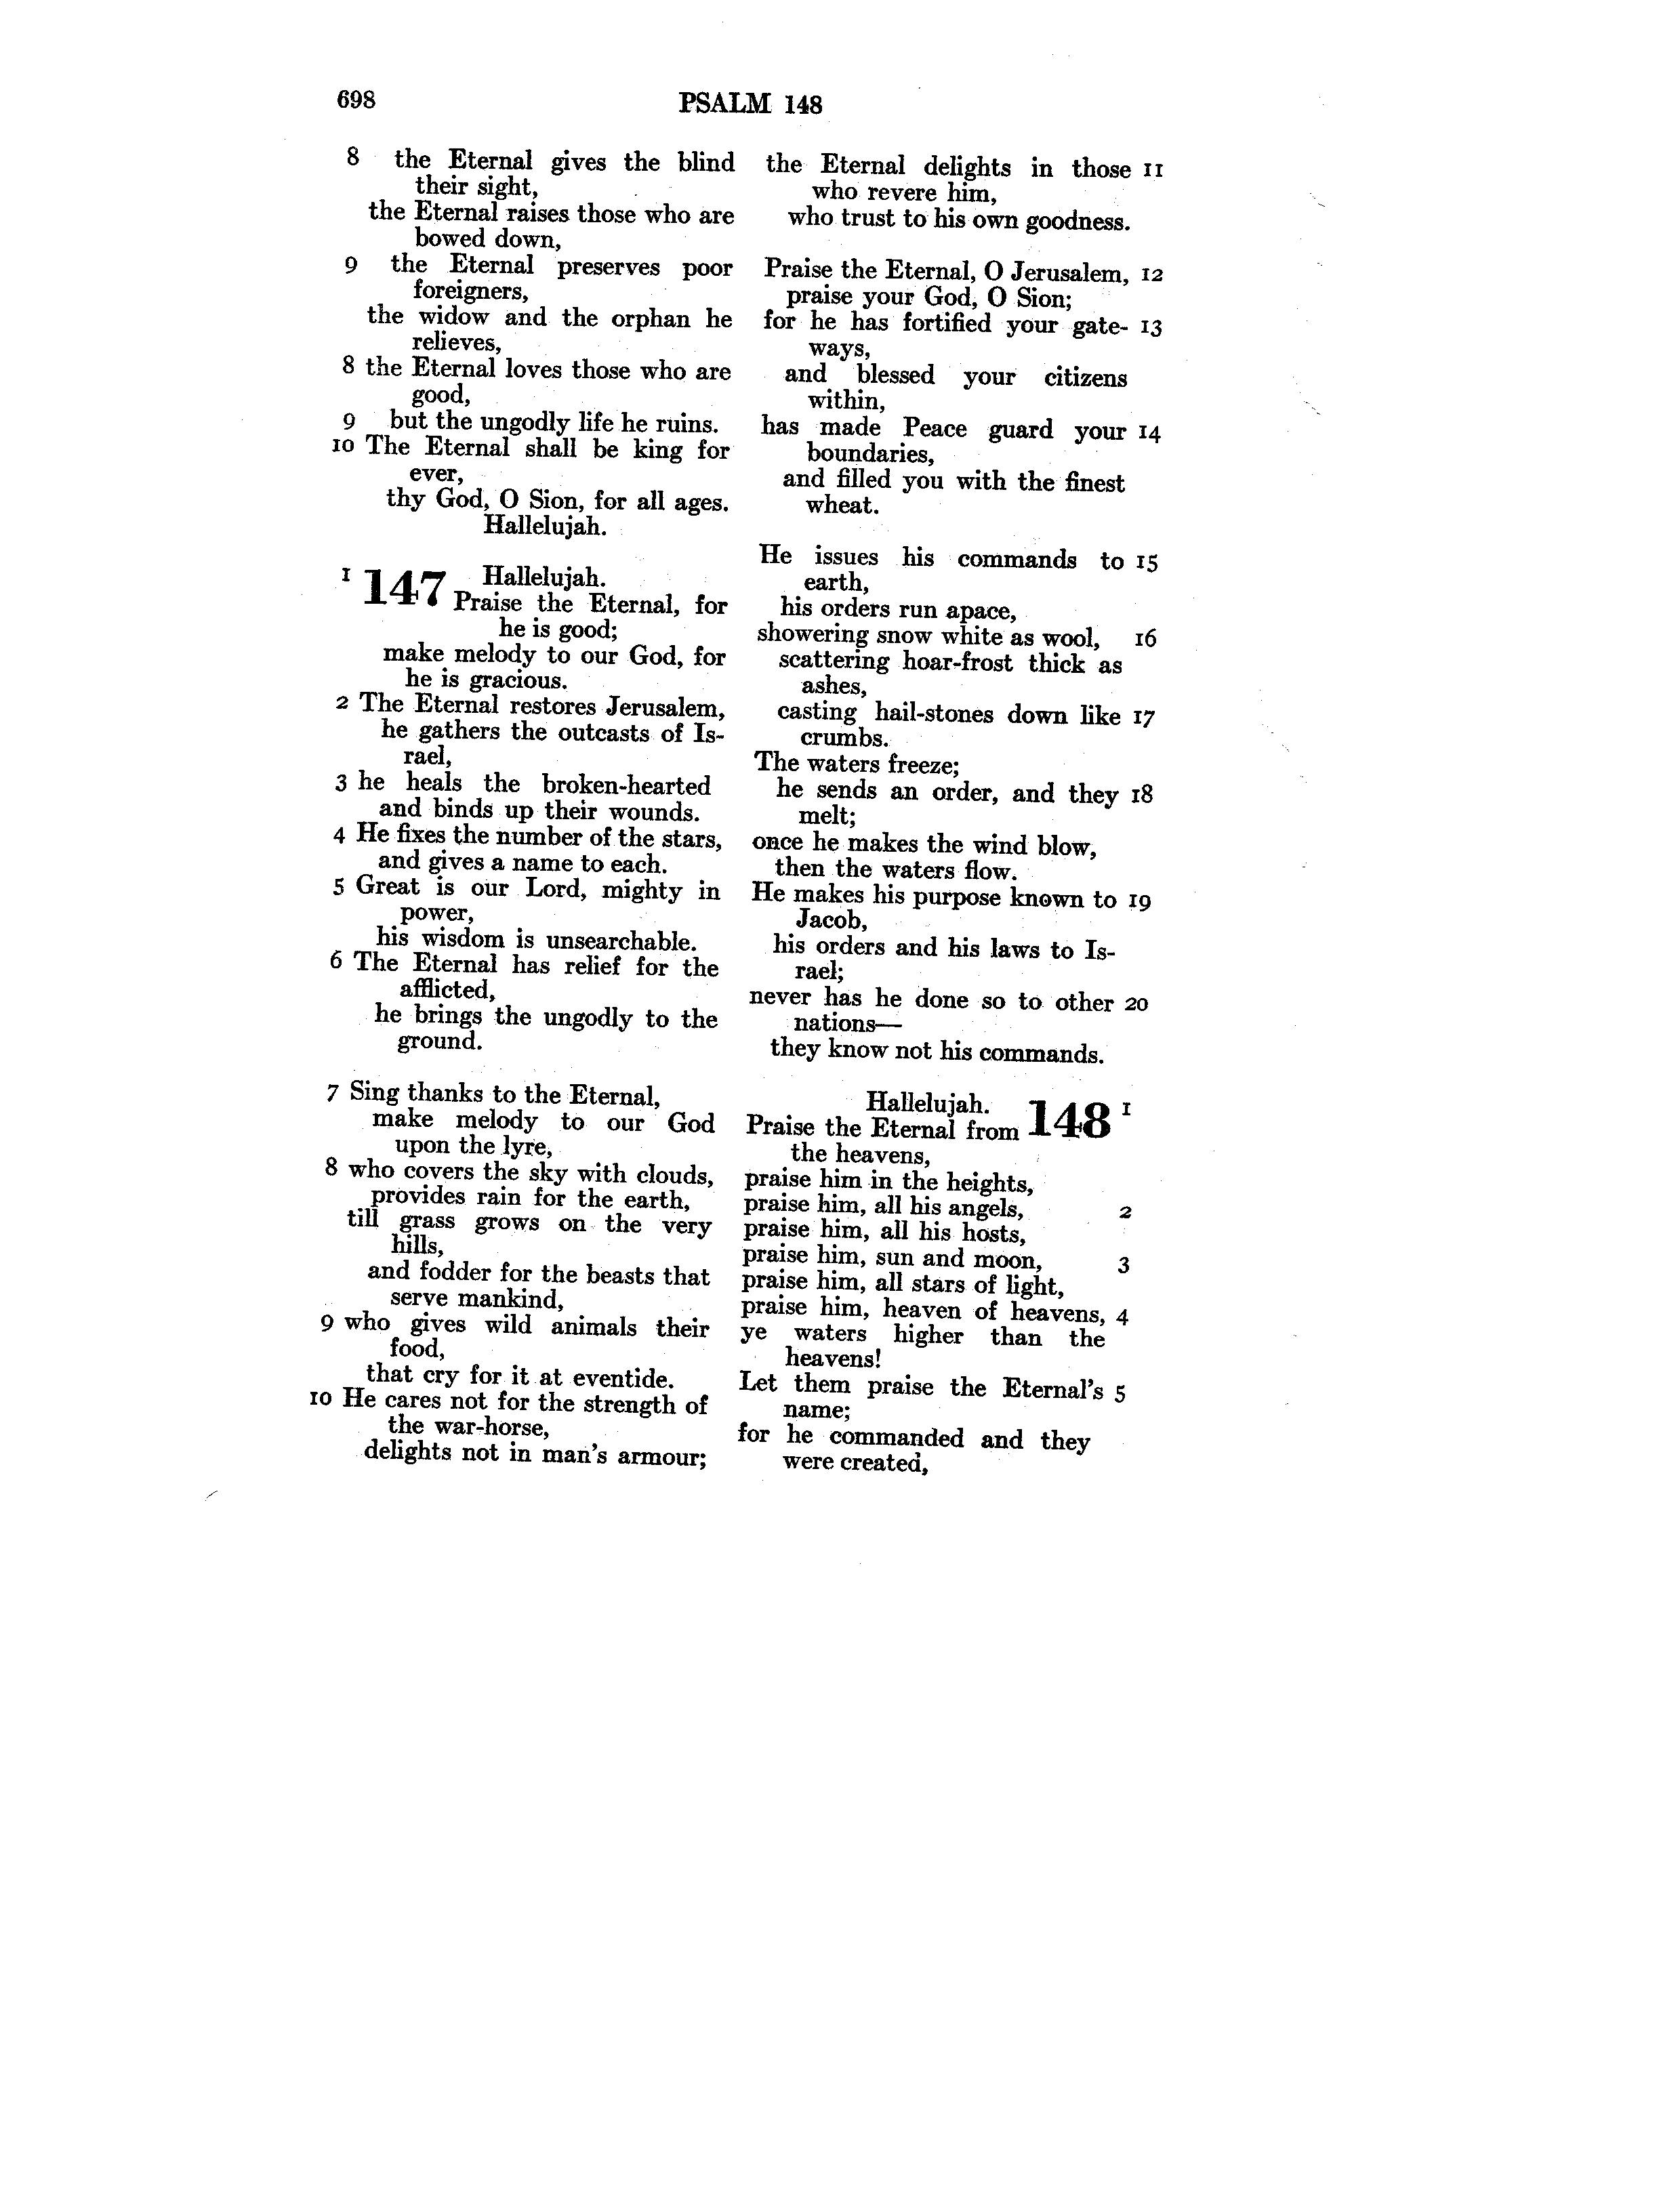 698
PSALM 148
8 the Eternal gives the blind
their sight,
the Eternal raises those who are
bowed down,
9 the Eternal preserves poor
foreigners,
the widow and the orphan he
relieves,
8 the Eternal loves those who are
good,
9 but the ungodly life he ruins.
10 The Eternal shall be king for
ever,
thy God, O Sion, for all ages.
Hallelujah.
1 147 Hallelujah.
Praise the Eternal, for
he is good;
make melody to our God, for
he is gracious.
2 The Eternal restores Jerusalem,
he gathers the outcasts of Is-
rael,
3 he heals the broken-hearted
and binds up their wounds.
4 He fixes the number of the stars,
and gives a name to each.
5 Great is our Lord, mighty in
power,
his wisdom is unsearchable.
6 The Eternal has relief for the
afflicted,
he brings the ungodly to the
ground.
7 Sing thanks to the Eternal,
make melody to our God
upon the lyre,
8 who covers the sky with clouds,
provides rain for the earth,
till grass grows on the very
hills,
and fodder for the beasts that
serve mankind,
9 who gives wild animals their
food,
that cry for it at eventide.
10 He cares not for the strength of
the war-horse,
delights not in man's armour;
the Eternal delights in those 11
who revere him,
who trust to his own goodness.
Praise the Eternal, O Jerusalem, 12
praise your God, O Sion;
for he has fortified your gate- 13
ways,
and blessed your citizens
within,
has made Peace guard your 14
boundaries,
and filled you with the finest
wheat.
He issues his commands to 15
earth,
his orders run apace,
showering snow white as wool, 16
scattering hoar-frost thick as
ashes,
casting hail-stones down like 17
crumbs.
The waters freeze;
he sends an order, and they 18
melt;
once he makes the wind blow,
then the waters flow.
He makes his purpose known to 19
Jacob,
his orders and his laws to Is-
rael;
never has he done so to other 20
nations—
they know not his commands.
Hallelujah. 148 1
Praise the Eternal from
the heavens,
praise him in the heights,
praise him, all his angels, 2
praise him, all his hosts,
praise him, sun and moon, 3
praise him, all stars of light,
praise him, heaven of heavens, 4
ye waters higher than the
heavens!
Let them praise the Eternal's 5
name;
for he commanded and they
were created,